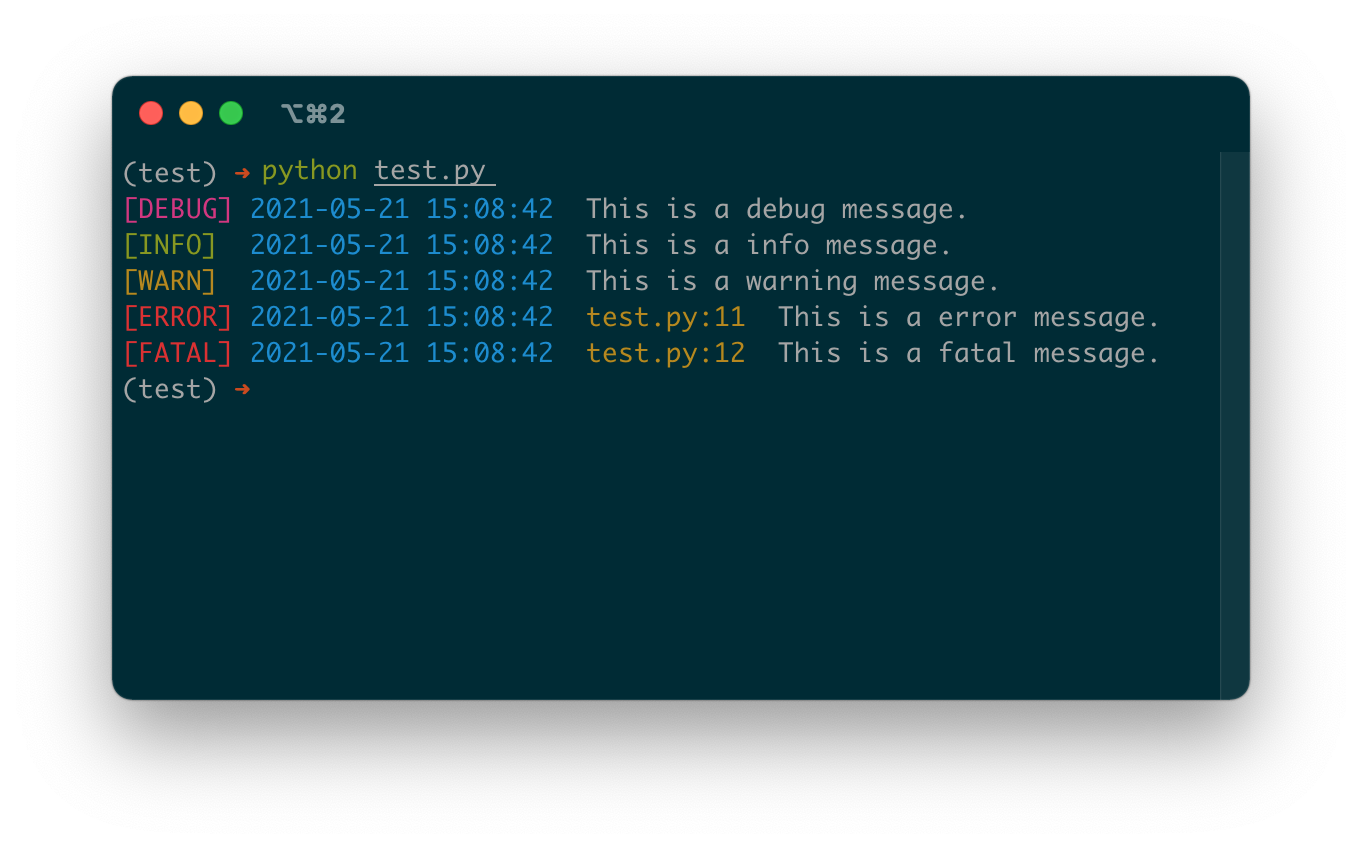 ⌥⌘2
(test) ➜ python test.py
[DEBUG] 2021-05-21 15:08:42  This is a debug message.
[INFO]  2021-05-21 15:08:42  This is a info message.
[WARN]  2021-05-21 15:08:42  This is a warning message.
[ERROR] 2021-05-21 15:08:42  test.py:11  This is a error message.
[FATAL] 2021-05-21 15:08:42  test.py:12  This is a fatal message.
(test) ➜